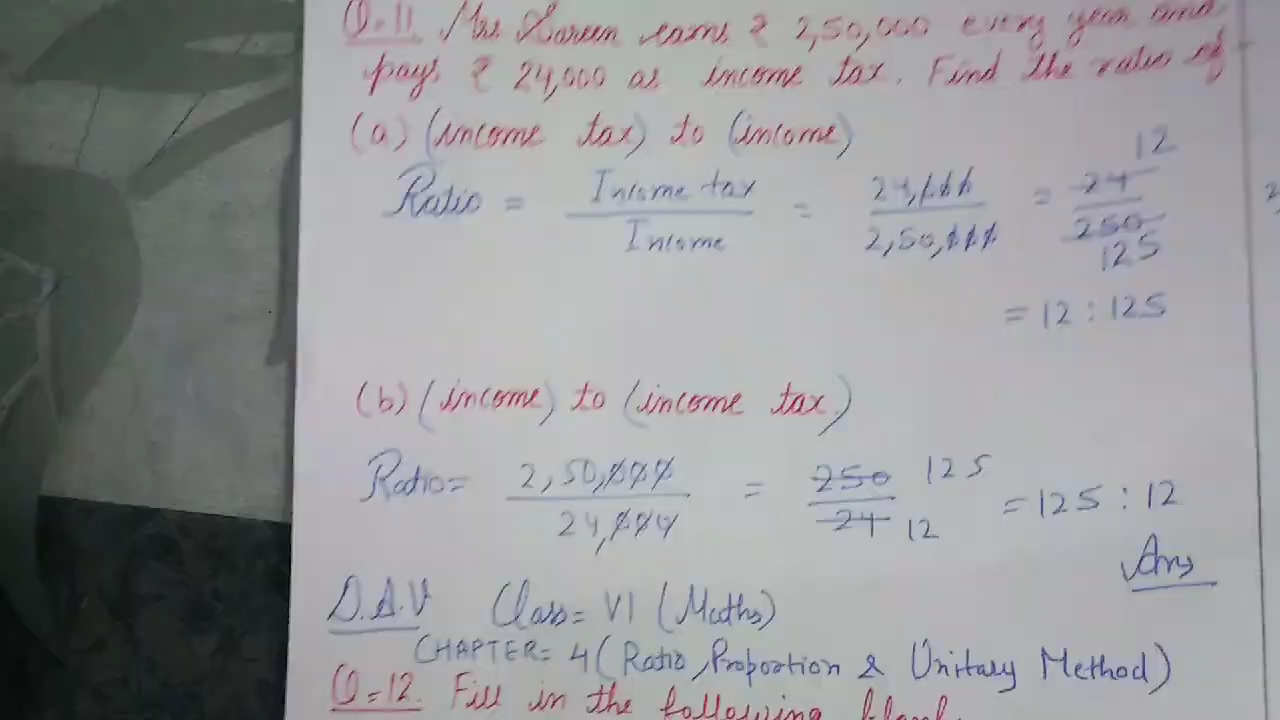 Q.11. Mrs Sareen earns ₹ 2,50,000 every year and
pays ₹ 24,000 as income tax. Find the ratios of
(a) (income tax) to (income)
Ratio = Income tax / Income = 24,000 / 2,50,000 = 24 / 250 12 125
= 12 : 125
(b) (income) to (income tax)
Ratio = 2,50,000 / 24,000 = 250 / 24 125 12 = 125 : 12
Ans
D.A.V Class = VI (Maths)
CHAPTER = 4 (Ratio, Proportion & Unitary Method)
Q=12. Fill in the following